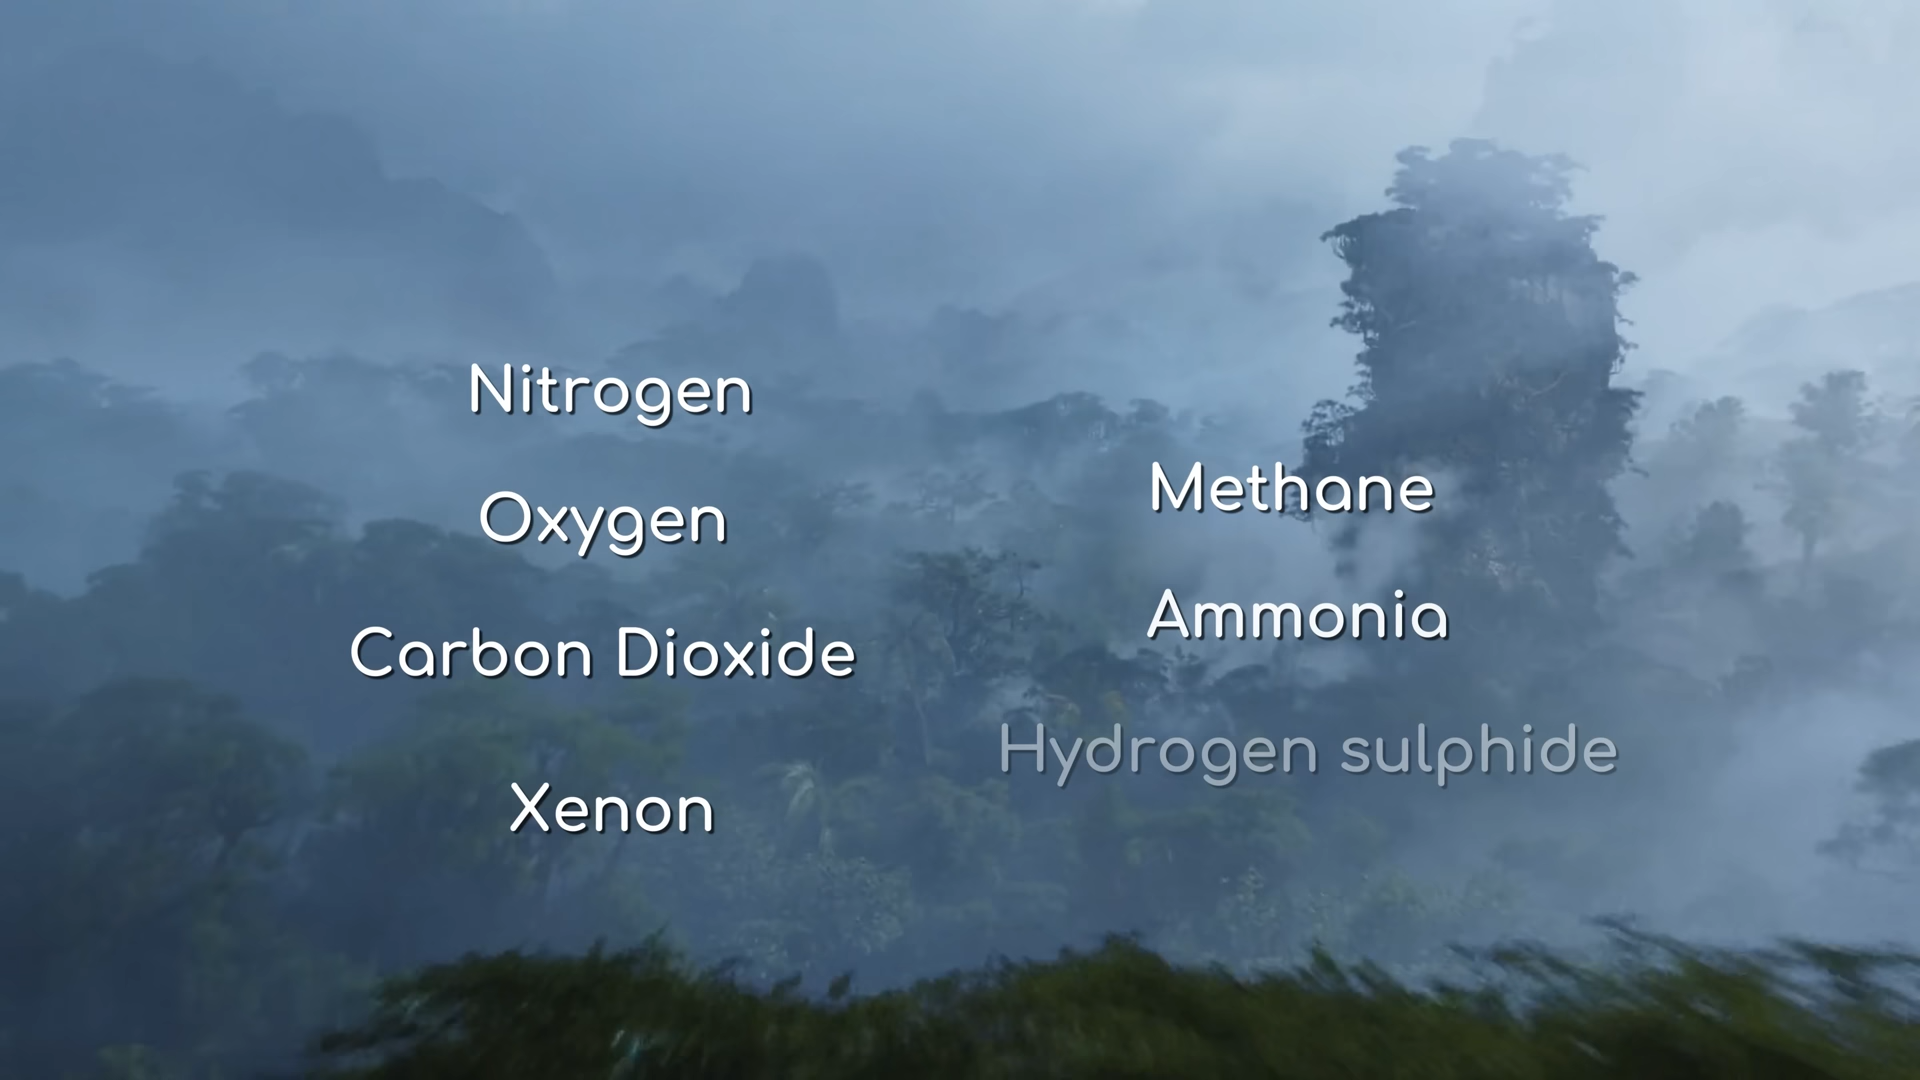 Nitrogen
Oxygen
Carbon Dioxide
Xenon
Methane
Ammonia
Hydrogen sulphide